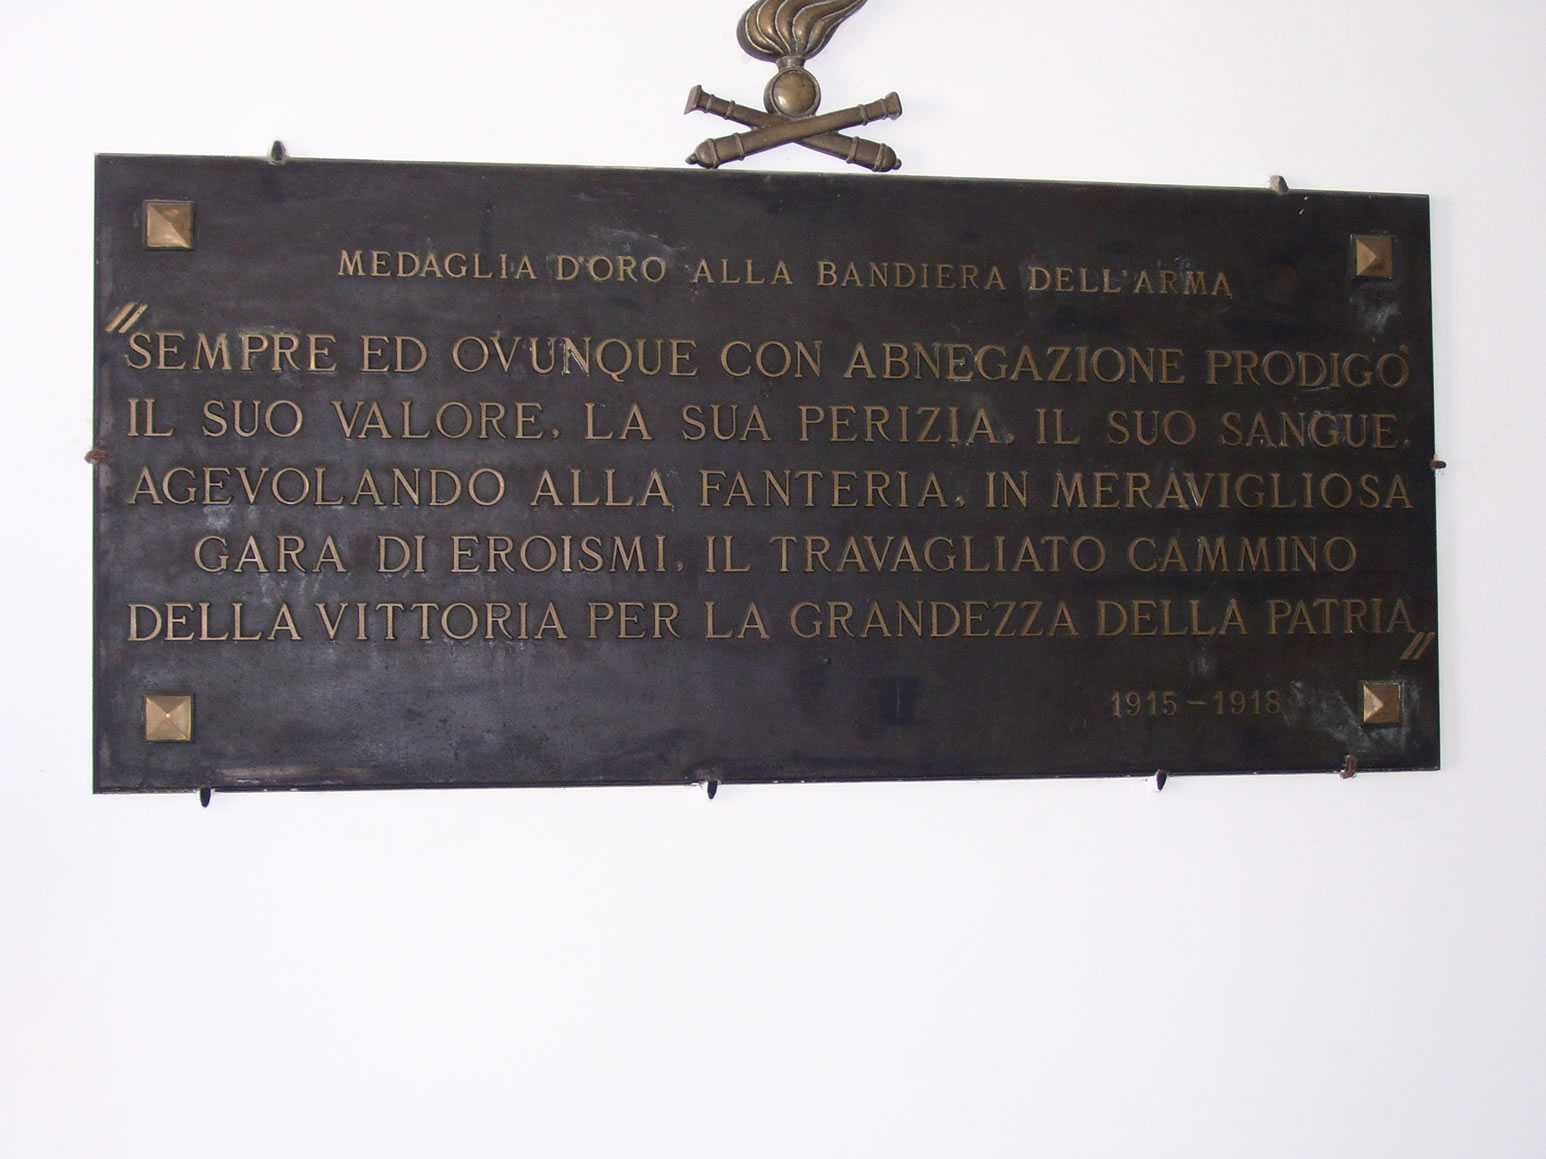 MEDAGLIA D'ORO ALLA BANDIERA DELL'ARMA
"SEMPRE ED OVUNQUE CON ABNEGAZIONE PRODIGÒ
IL SUO VALORE, LA SUA PERIZIA, IL SUO SANGUE,
AGEVOLANDO ALLA FANTERIA, IN MERAVIGLIOSA
GARA DI EROISMI, IL TRAVAGLIATO CAMMINO
DELLA VITTORIA PER LA GRANDEZZA DELLA PATRIA"
1915-1918